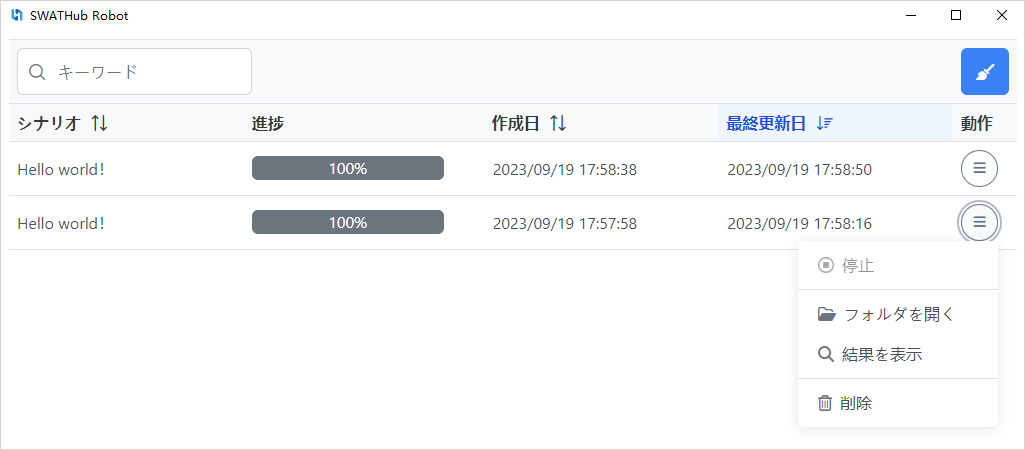 SWATHub Robot
キーワード
シナリオ 進捗 作成日 最終更新日 動作
Hello world! 100% 2023/09/19 17:58:38 2023/09/19 17:58:50
Hello world! 100% 2023/09/19 17:57:58 2023/09/19 17:58:16
停止
フォルダを開く
結果を表示
削除